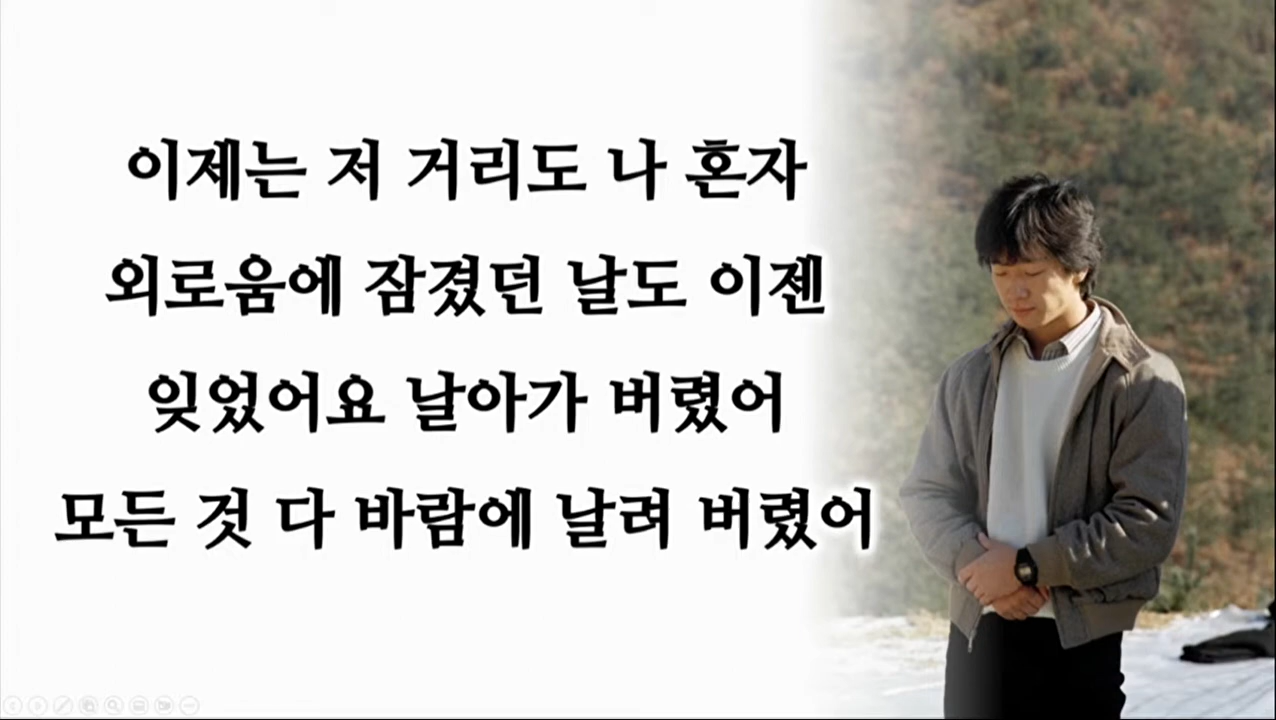 이제는 저 거리도 나 혼자
외로움에 잠겼던 날도 이젠
잊었어요 날아가 버렸어
모든 것 다 바람에 날려 버렸어